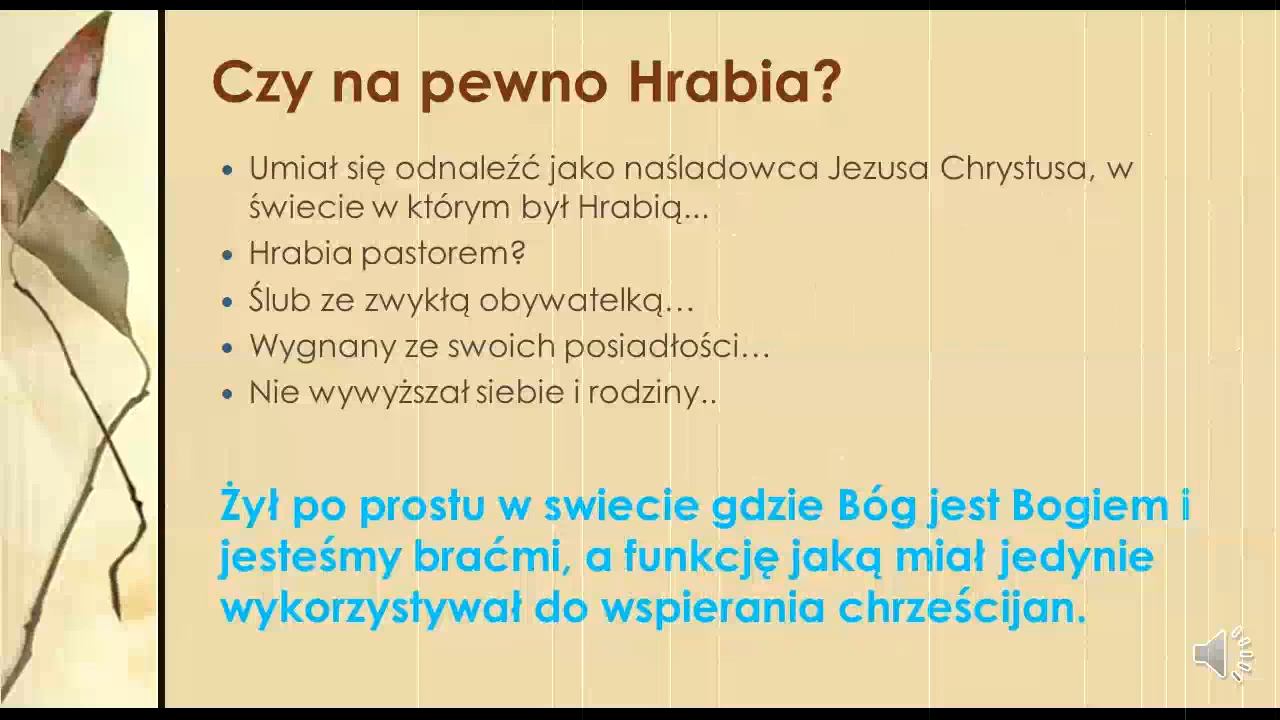 Czy na pewno Hrabia?
• Umiał się odnaleźć jako naśladowca Jezusa Chrystusa, w
świecie w którym był Hrabią...
• Hrabia pastorem?
• Ślub ze zwykłą obywatelką…
• Wygnany ze swoich posiadłości…
• Nie wywyższał siebie i rodziny..
Żył po prostu w swiecie gdzie Bóg jest Bogiem i
jesteśmy braćmi, a funkcję jaką miał jedynie
wykorzystywał do wspierania chrześcijan.